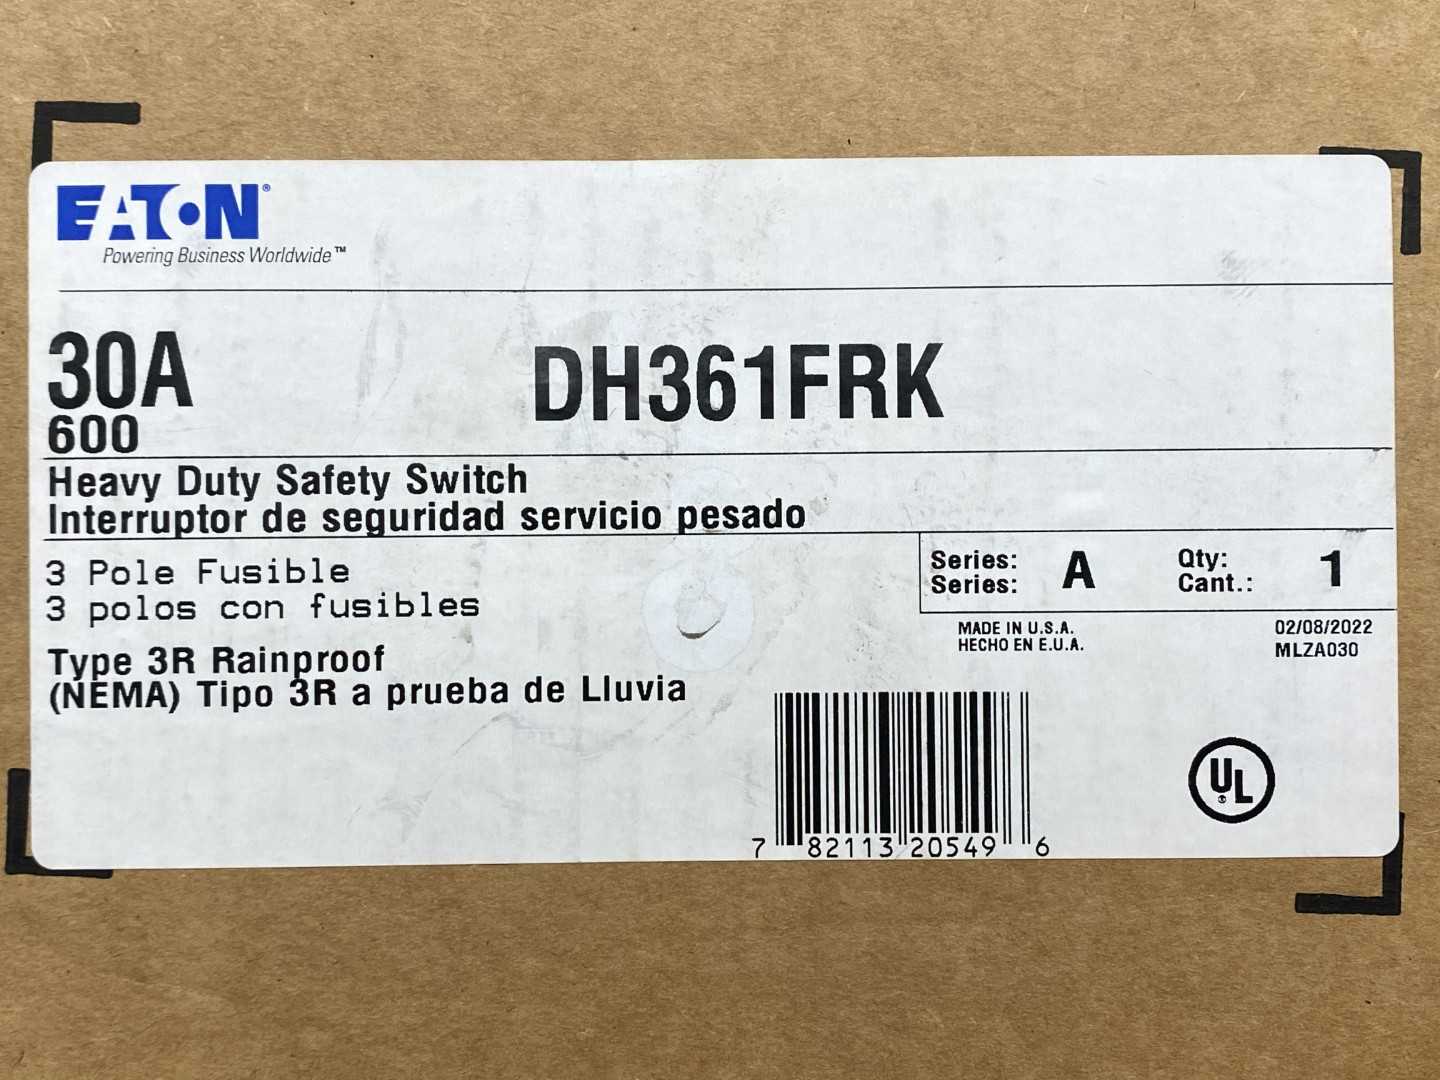 EATON®
Powering Business Worldwide™
30A
600
DH361FRK
Heavy Duty Safety Switch
Interruptor de seguridad servicio pesado
3 Pole Fusible
3 polos con fusibles
Type 3R Rainproof
(NEMA) Tipo 3R a prueba de Lluvia
Series: A Qty: 1
Series: Cant.:
MADE IN U.S.A.
HECHO EN E.U.A.
02/08/2022
MLZA030
7 82113 20549 6
UL